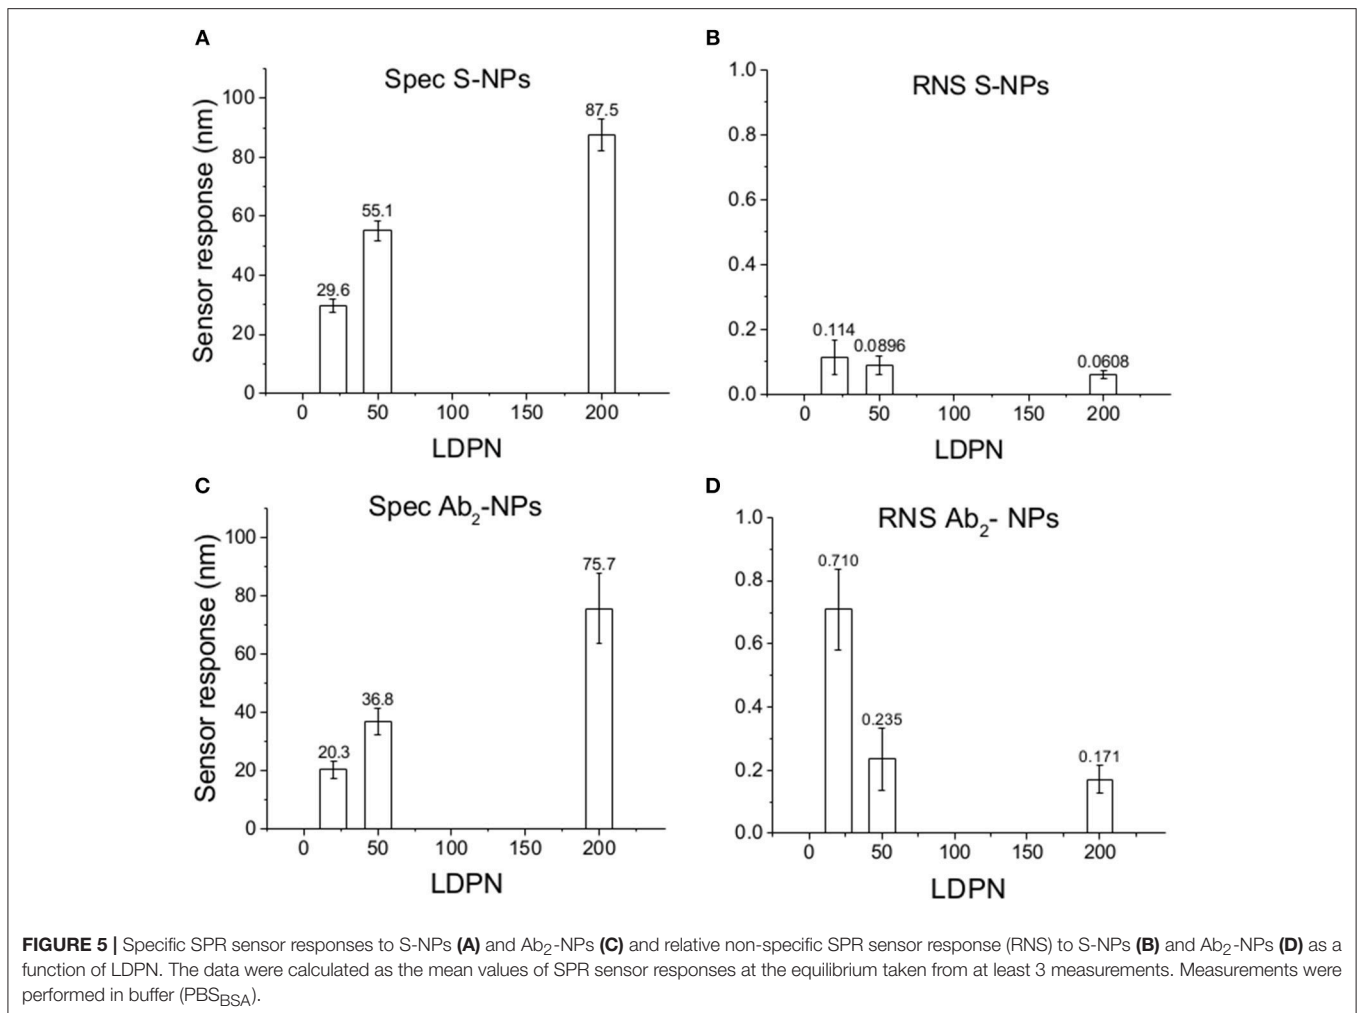 A
Spec S-NPs
Sensor response (nm)
100
80
60
40
20
0
29.6
55.1
87.5
0 50 100 150 200
LDPN
B
RNS S-NPs
1.0
0.8
0.6
0.4
0.2
0.0
0.114
0.0896
0.0608
0 50 100 150 200
LDPN
C
Spec Ab2-NPs
Sensor response (nm)
100
80
60
40
20
0
20.3
36.8
75.7
0 50 100 150 200
LDPN
D
RNS Ab2- NPs
1.0
0.8
0.6
0.4
0.2
0.0
0.710
0.235
0.171
0 50 100 150 200
LDPN
FIGURE 5 | Specific SPR sensor responses to S-NPs (A) and Ab2-NPs (C) and relative non-specific SPR sensor response (RNS) to S-NPs (B) and Ab2-NPs (D) as a
function of LDPN. The data were calculated as the mean values of SPR sensor responses at the equilibrium taken from at least 3 measurements. Measurements were
performed in buffer (PBSBSA).